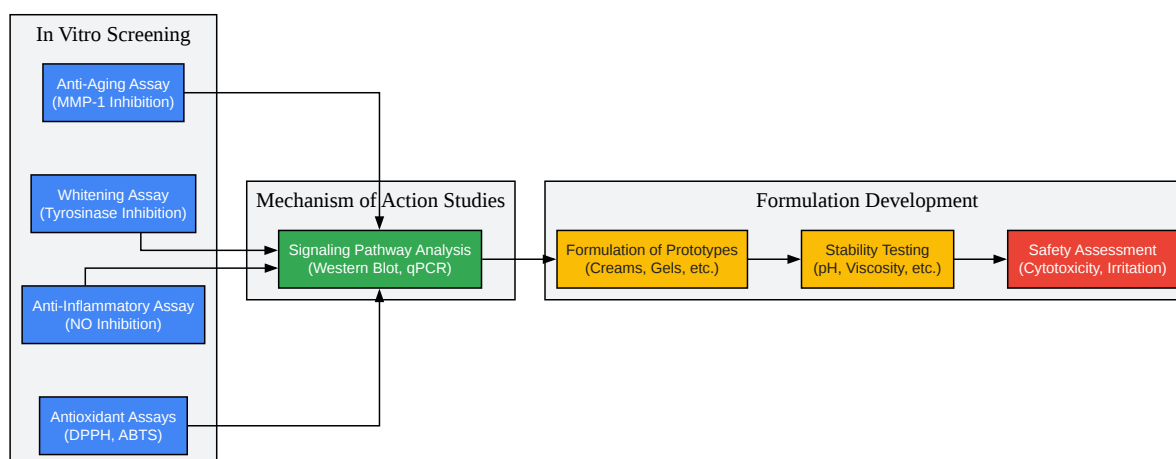 In Vitro Screening
Anti-Aging Assay
(MMP-1 Inhibition)
Whitening Assay
(Tyrosinase Inhibition)
Anti-Inflammatory Assay
(NO Inhibition)
Antioxidant Assays
(DPPH, ABTS)
Mechanism of Action Studies
Signaling Pathway Analysis
(Western Blot, qPCR)
Formulation Development
Formulation of Prototypes
(Creams, Gels, etc.)
Stability Testing
(pH, Viscosity, etc.)
Safety Assessment
(Cytotoxicity, Irritation)